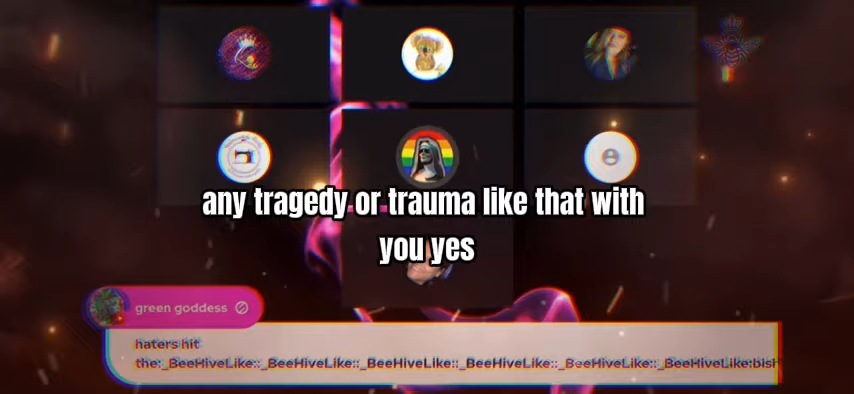 any tragedy or trauma like that with
you yes
green goddess
haters hit
the:_BeeHiveLike::_BeeHiveLike::_BeeHiveLike::_BeeHiveLike::_BeeHiveLike::_BeeHiveLike:bish